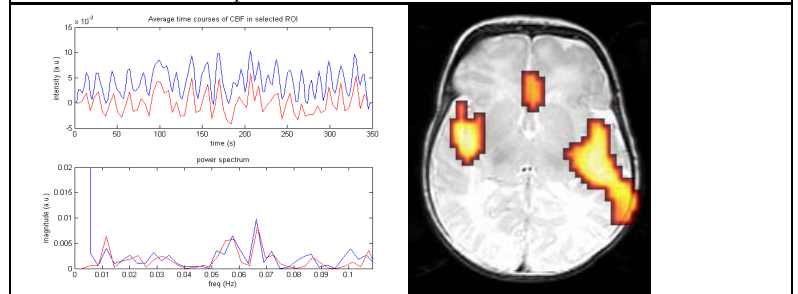 Average time courses of CBF in selected ROI
x 10⁻³
15
10
5
0
-5
intensity (a.u.)
0 50 100 150 200 250 300 350
time (s)
power spectrum
0.02
0.015
0.01
0.005
0
magnitude (a.u.)
0 0.01 0.02 0.03 0.04 0.05 0.06 0.07 0.08 0.09 0.1
freq (Hz)